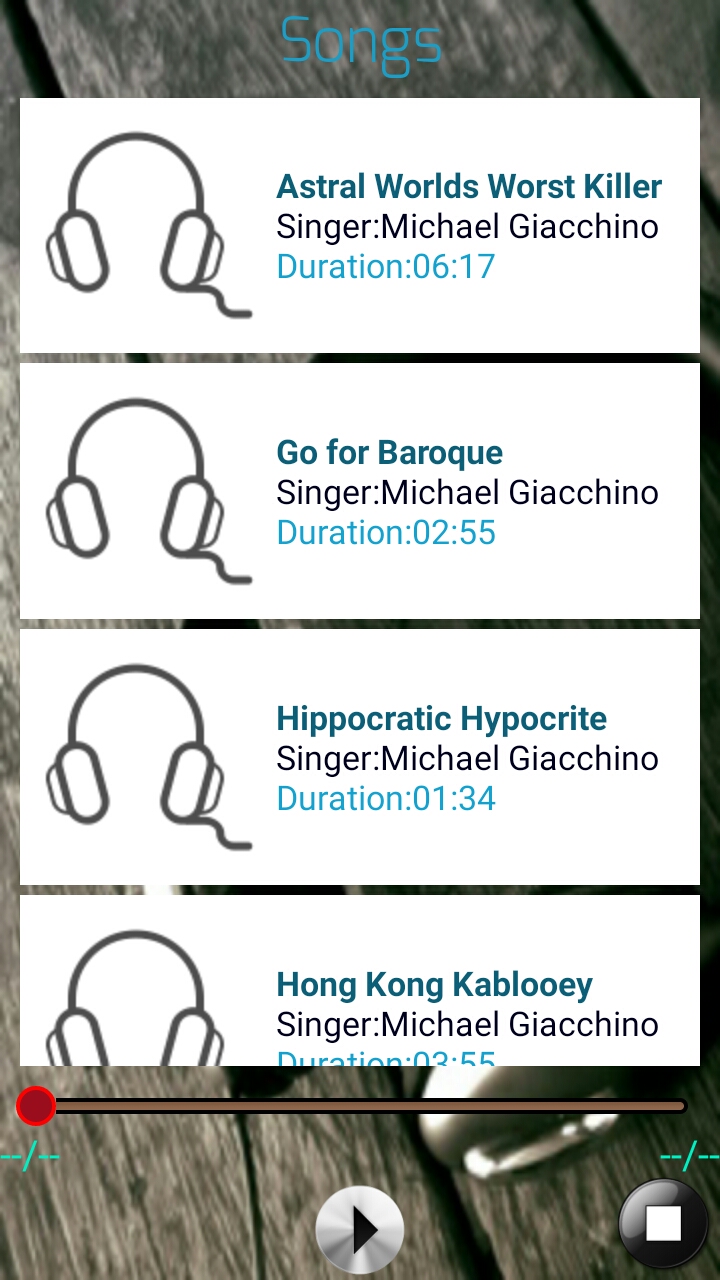 Songs
Astral Worlds Worst Killer
Singer:Michael Giacchino
Duration:06:17
Go for Baroque
Singer:Michael Giacchino
Duration:02:55
Hippocratic Hypocrite
Singer:Michael Giacchino
Duration:01:34
Hong Kong Kablooey
Singer:Michael Giacchino
Duration:03:55
--/--
--/--